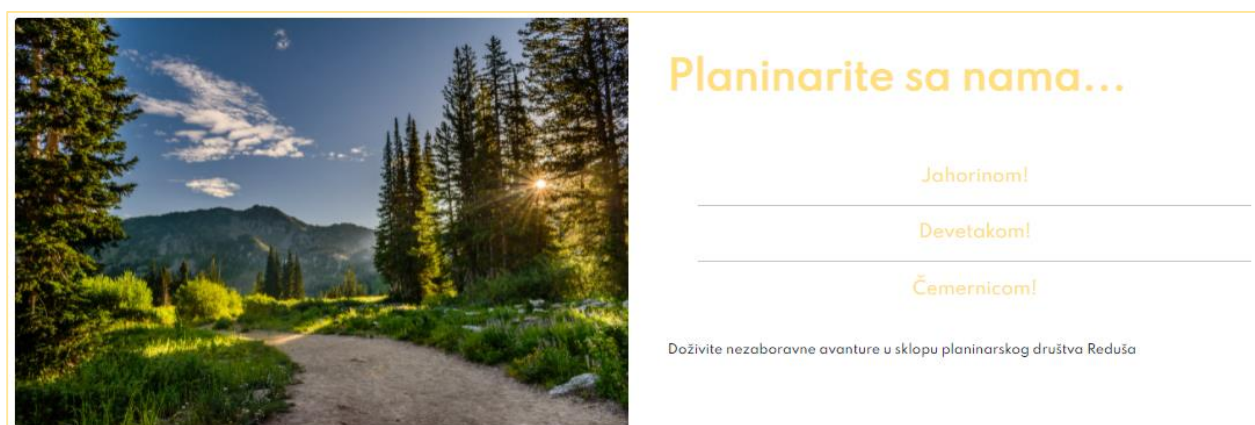 Planinarite sa nama...
Jahorinom!
Devetakom!
Čemernicom!
Doživite nezaboravne avanture u sklopu planinarskog društva Reduša